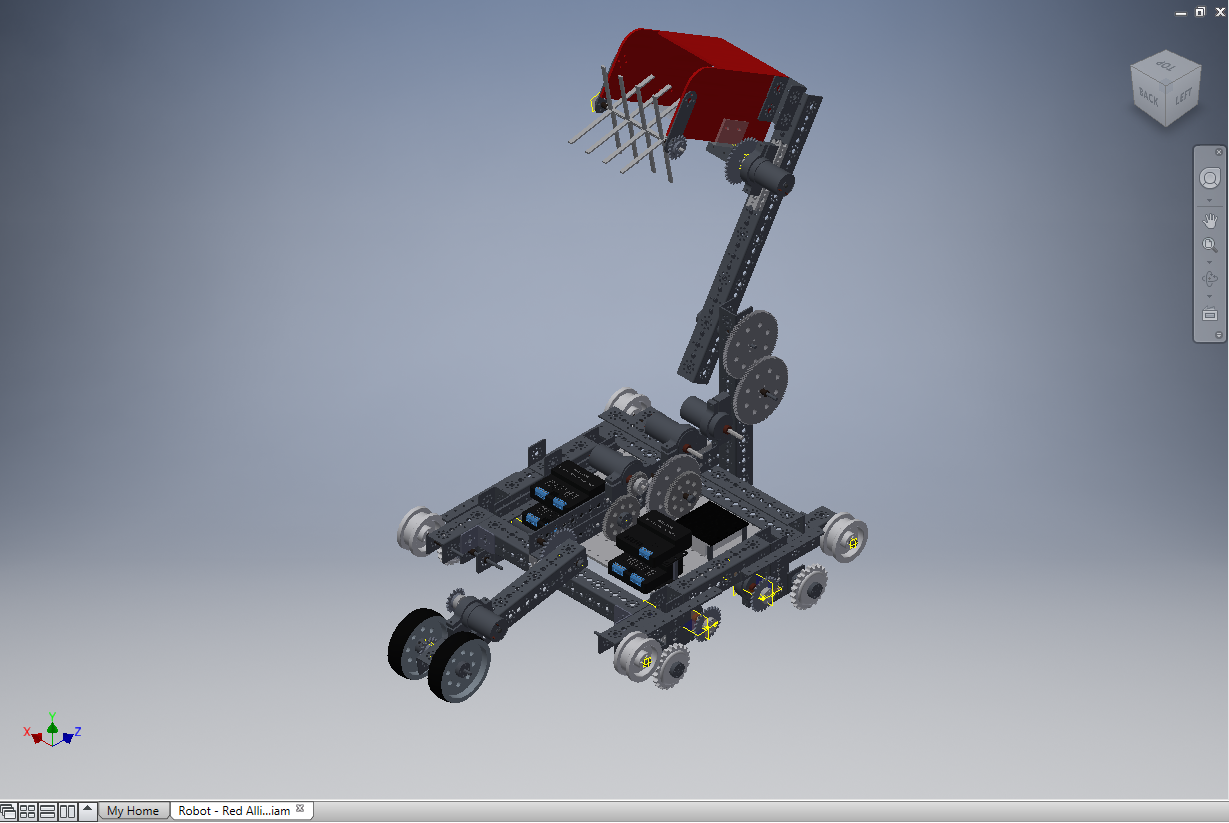 TOP
BACK
LEFT
Y
X
Z
My Home
Robot - Red Alli...iam